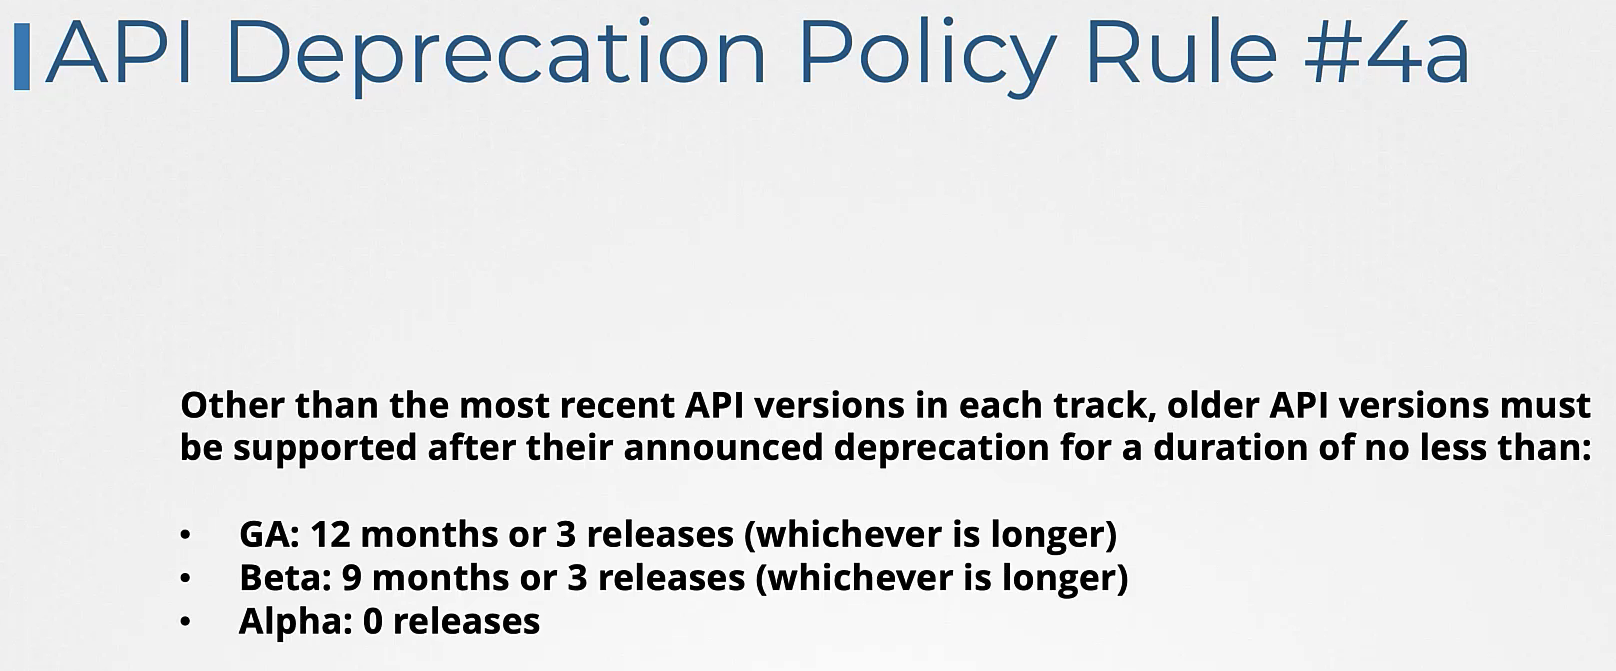 API Deprecation Policy Rule #4a
Other than the most recent API versions in each track, older API versions must
be supported after their announced deprecation for a duration of no less than:
• GA: 12 months or 3 releases (whichever is longer)
• Beta: 9 months or 3 releases (whichever is longer)
• Alpha: 0 releases